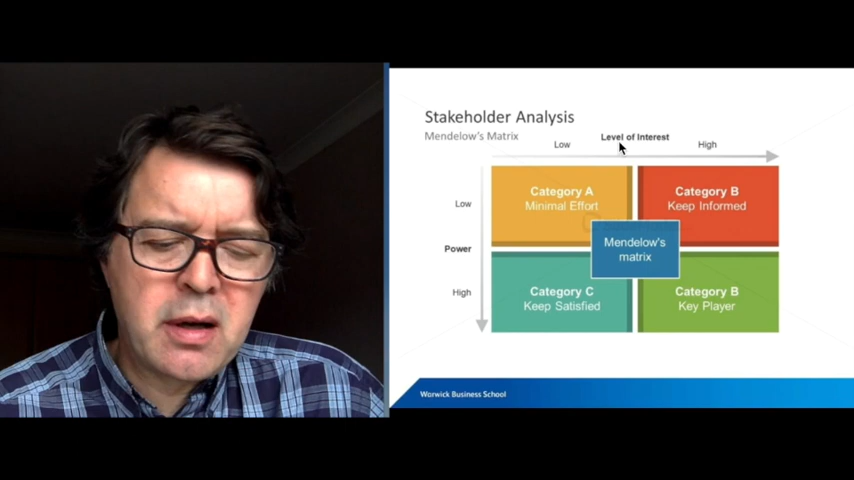 Stakeholder Analysis
Mendelow's Matrix
Level of Interest
Low
High
Low
Power
High
Category A
Minimal Effort
Category B
Keep Informed
Mendelow's
matrix
Category C
Keep Satisfied
Category B
Key Player
Warwick Business School